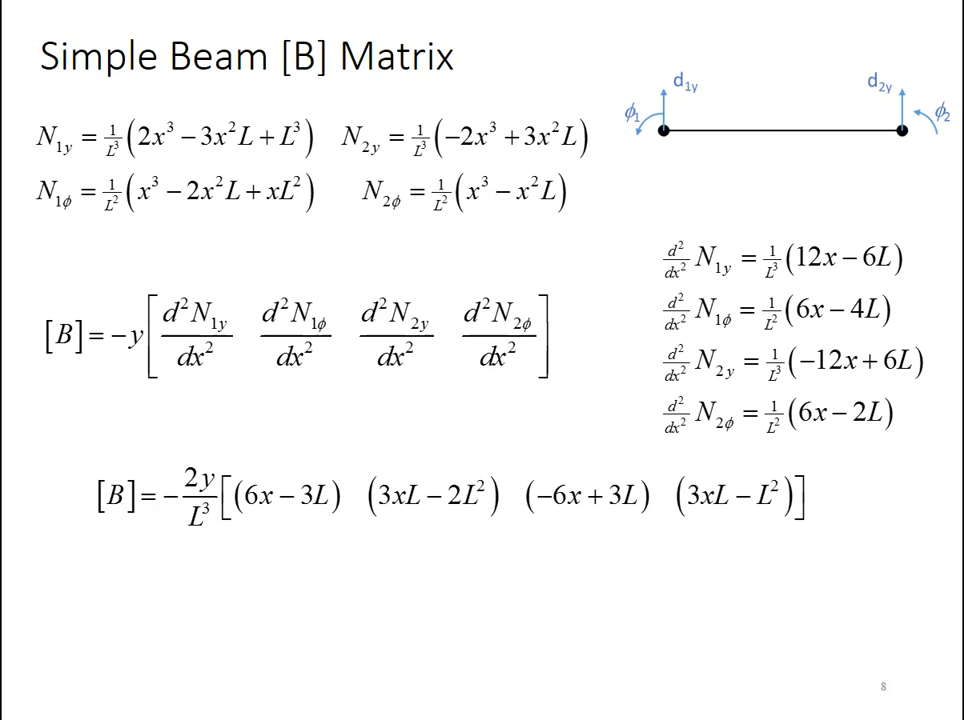 Simple Beam [B] Matrix
d₁y d₂y
ϕ₁ ϕ₂
N₁y = 1/L³ (2x³ − 3x²L + L³) N₂y = 1/L³ (−2x³ + 3x²L)
N₁ϕ = 1/L² (x³ − 2x²L + xL²) N₂ϕ = 1/L² (x³ − x²L)
d²/dx² N₁y = 1/L³ (12x − 6L)
d²/dx² N₁ϕ = 1/L² (6x − 4L)
d²/dx² N₂y = 1/L³ (−12x + 6L)
d²/dx² N₂ϕ = 1/L² (6x − 2L)
[B] = −y [d²N₁y/dx² d²N₁ϕ/dx² d²N₂y/dx² d²N₂ϕ/dx²]
[B] = −2y/L³ [(6x − 3L) (3xL − 2L²) (−6x + 3L) (3xL − L²)]
8